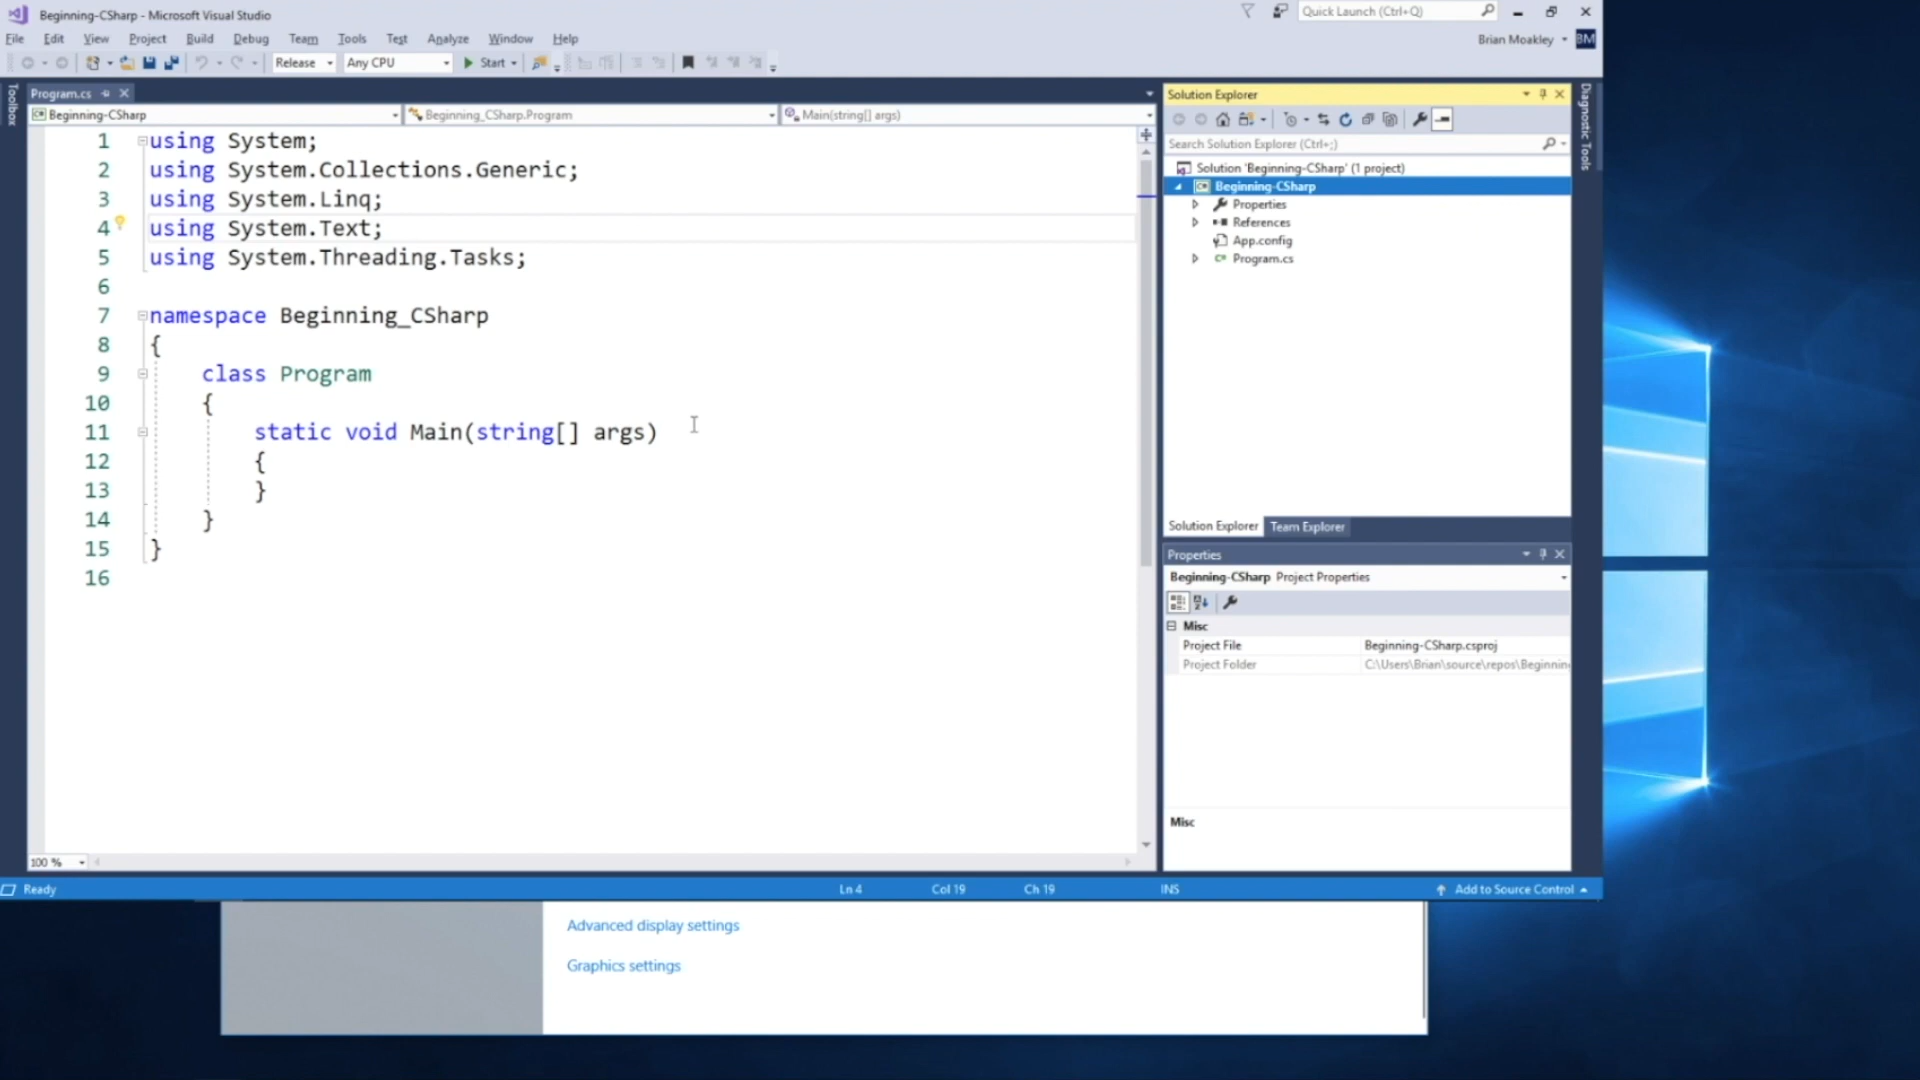 Beginning-CSharp - Microsoft Visual Studio
Quick Launch (Ctrl+Q)
File Edit View Project Build Debug Team Tools Test Analyze Window Help
Brian Moakley BM
Release Any CPU Start
Toolbox
Program.cs
Beginning-CSharp Beginning_CSharp.Program Main(string[] args)
1 using System;
2 using System.Collections.Generic;
3 using System.Linq;
4 using System.Text;
5 using System.Threading.Tasks;
6
7 namespace Beginning_CSharp
8 {
9 class Program
10 {
11 static void Main(string[] args)
12 {
13 }
14 }
15 }
16
100 %
Solution Explorer
Search Solution Explorer (Ctrl+;)
Solution 'Beginning-CSharp' (1 project)
Beginning-CSharp
Properties
References
App.config
C# Program.cs
Solution Explorer Team Explorer
Properties
Beginning-CSharp Project Properties
Misc
Project File Beginning-CSharp.csproj
Project Folder C:\Users\Brian\source\repos\Beginning
Misc
Diagnostic Tools
Ready Ln 4 Col 19 Ch 19 INS Add to Source Control
Advanced display settings
Graphics settings